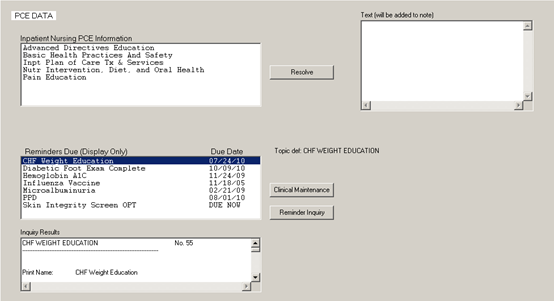 PCE DATA
Text (will be added to note)
Inpatient Nursing PCE Information
Advanced Directives Education
Basic Health Practices And Safety
Inpt Plan of Care Tx & Services
Nutr Intervention, Diet, and Oral Health
Pain Education
Resolve
Reminders Due (Display Only) Due Date
Topic def: CHF WEIGHT EDUCATION
CHF Weight Education 07/24/10
Diabetic Foot Exam Complete 10/09/10
Hemoglobin A1C 11/24/09
Influenza Vaccine 11/18/05
Microalbuminuria 02/21/09
PPD 08/01/10
Skin Integrity Screen OPT DUE NOW
Clinical Maintenance
Reminder Inquiry
Inquiry Results
CHF WEIGHT EDUCATION No. 55
--------------------------------------------------
Print Name: CHF Weight Education